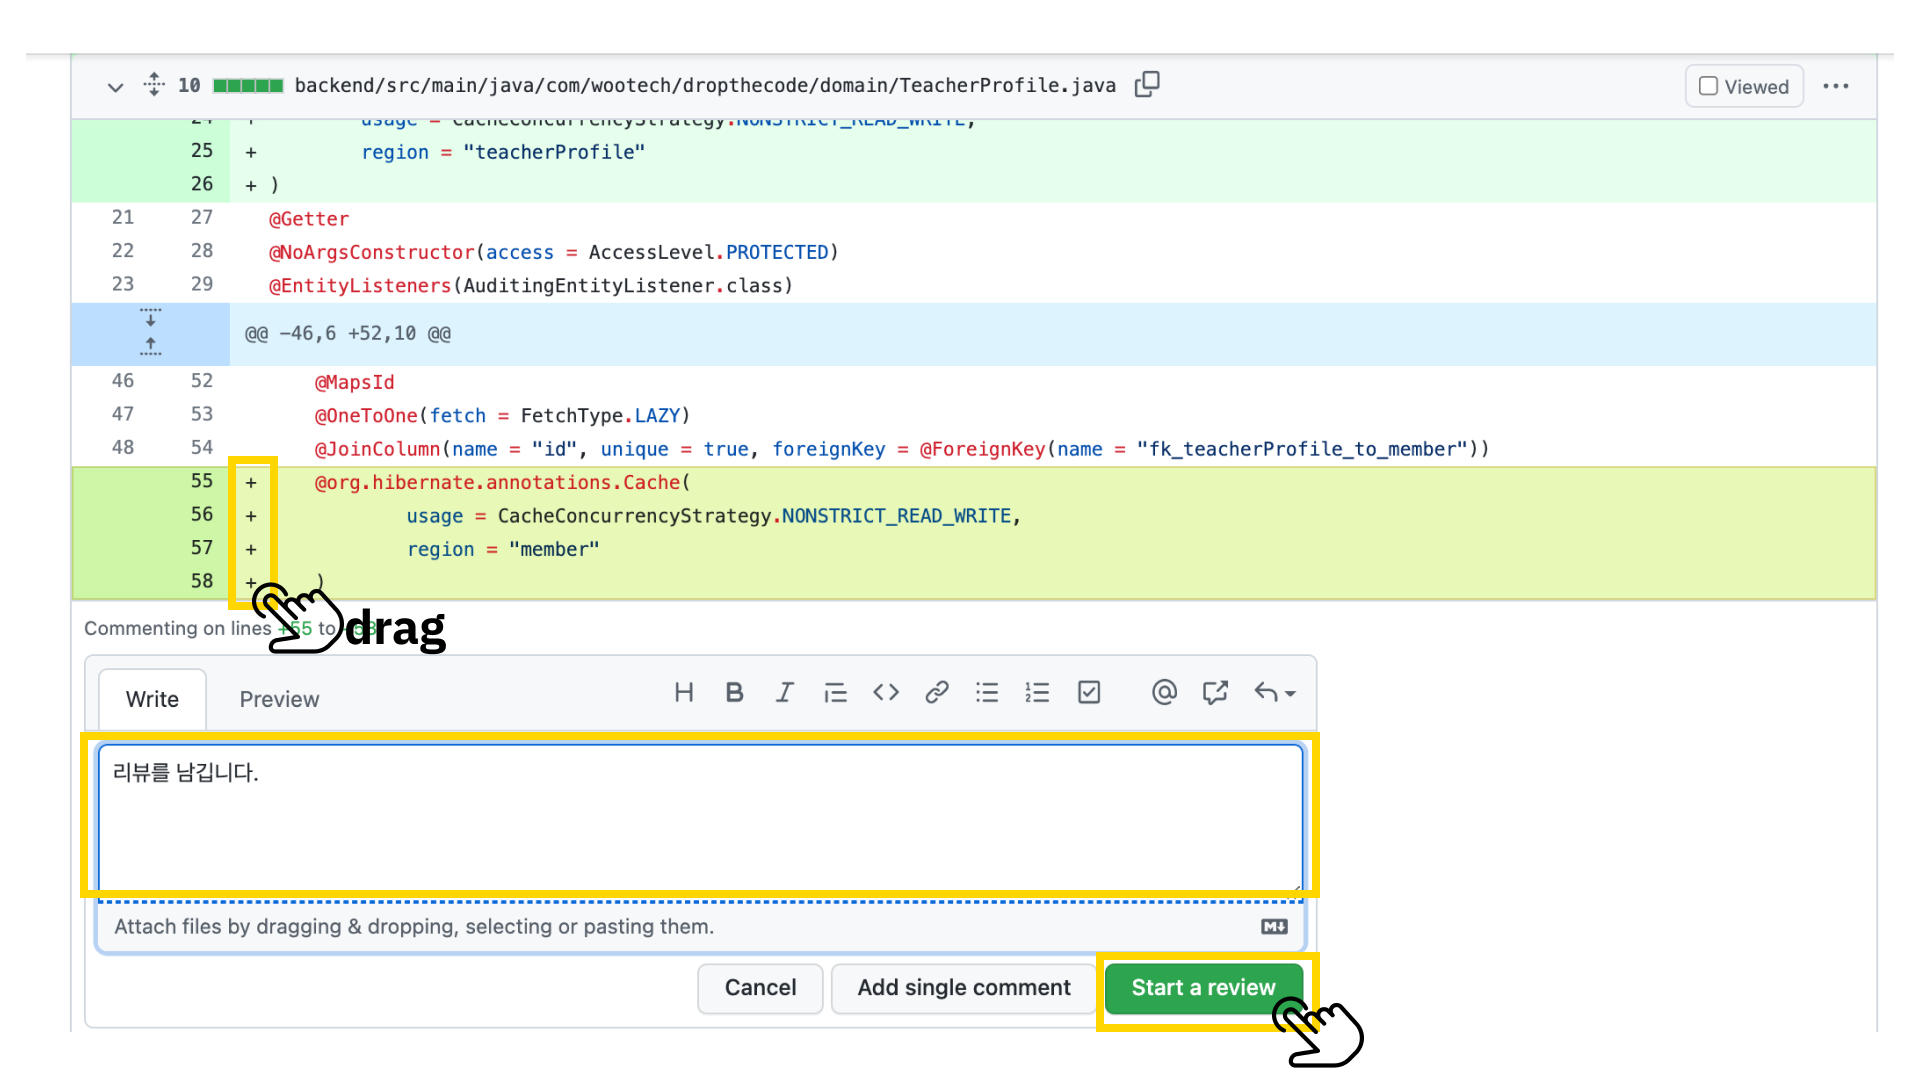 10 backend/src/main/java/com/wootech/dropthecode/domain/TeacherProfile.java Viewed
24 + usage = CacheConcurrencyStrategy.NONSTRICT_READ_WRITE,
25 + region = "teacherProfile"
26 + )
21 27 @Getter
22 28 @NoArgsConstructor(access = AccessLevel.PROTECTED)
23 29 @EntityListeners(AuditingEntityListener.class)
@@ -46,6 +52,10 @@
46 52 @MapsId
47 53 @OneToOne(fetch = FetchType.LAZY)
48 54 @JoinColumn(name = "id", unique = true, foreignKey = @ForeignKey(name = "fk_teacherProfile_to_member"))
55 + @org.hibernate.annotations.Cache(
56 + usage = CacheConcurrencyStrategy.NONSTRICT_READ_WRITE,
57 + region = "member"
58 + )
Commenting on lines +55 to +58
drag
Write Preview
리뷰를 남깁니다.
Attach files by dragging & dropping, selecting or pasting them.
Cancel Add single comment Start a review